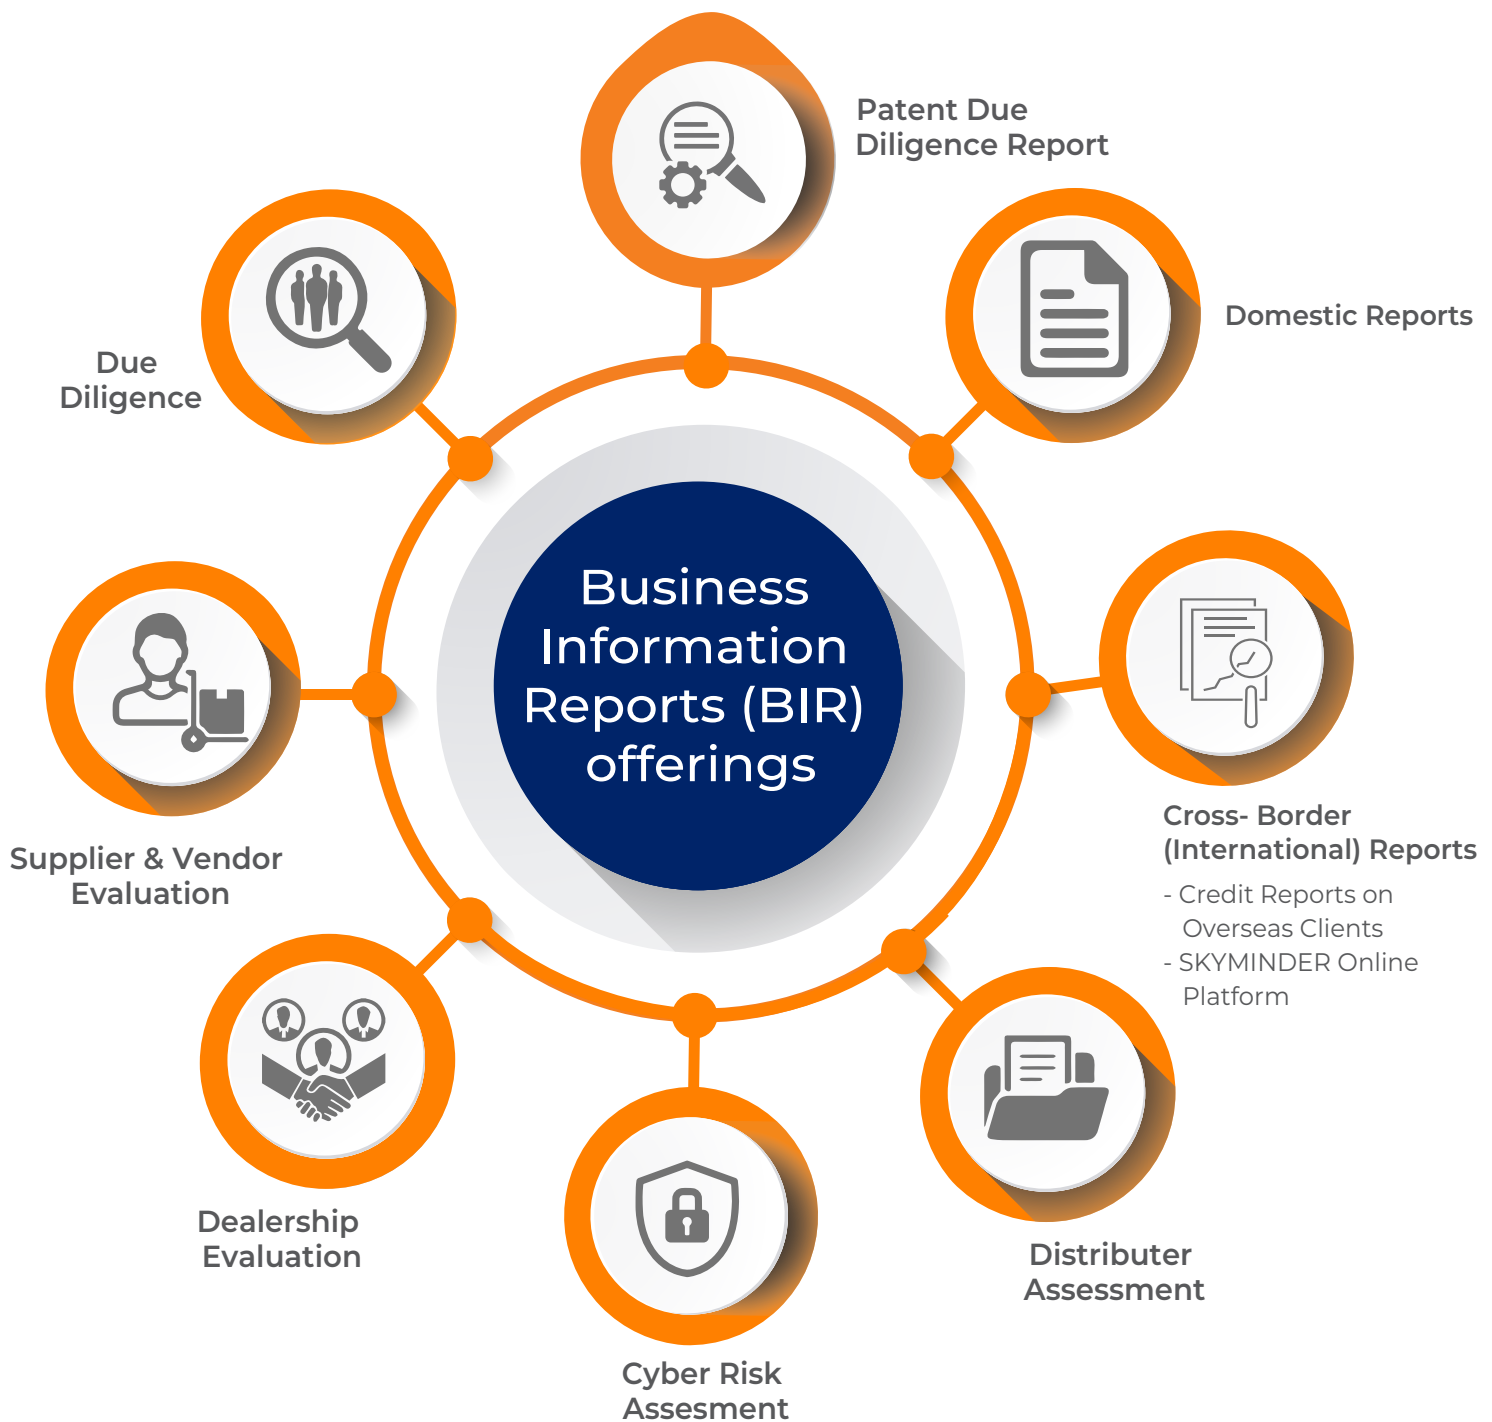 Patent Due
Diligence Report
Domestic Reports
Due
Diligence
Business
Information
Reports (BIR)
offerings
Cross- Border
(International) Reports
- Credit Reports on
Overseas Clients
- SKYMINDER Online
Platform
Supplier & Vendor
Evaluation
Dealership
Evaluation
Distributer
Assessment
Cyber Risk
Assesment